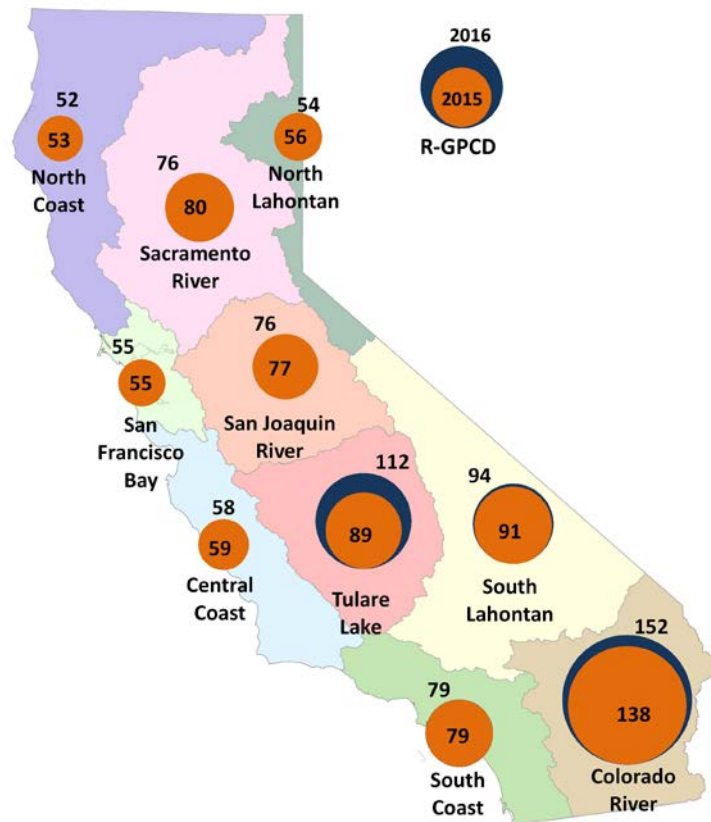 2016
2015
R-GPCD
52
53
North
Coast
54
56
North
Lahontan
76
80
Sacramento
River
55
55
San
Francisco
Bay
76
77
San Joaquin
River
58
59
Central
Coast
112
89
Tulare
Lake
94
91
South
Lahontan
79
79
South
Coast
152
138
Colorado
River